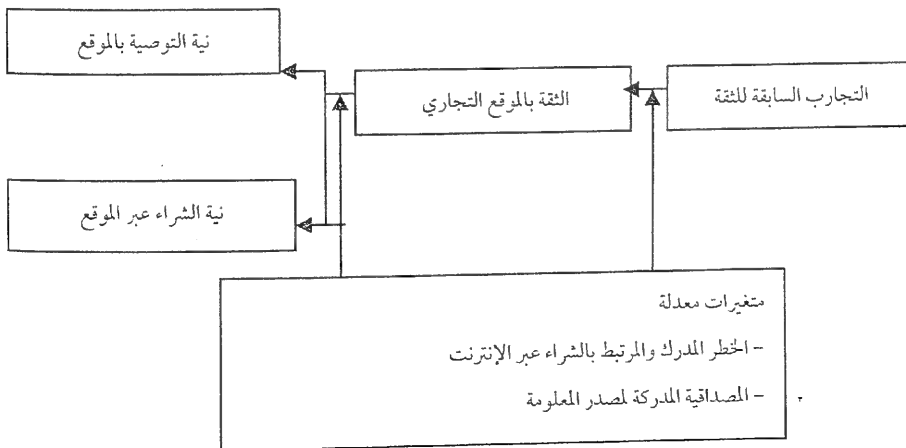 نية التوصية بالموقع
الثقة بالموقع التجاري
التجارب السابقة للثقة
نية الشراء عبر الموقع
متغيرات معدلة
- الخطر المدرك والمرتبط بالشراء عبر الإنترنت
- المصداقية المدركة لمصدر المعلومة